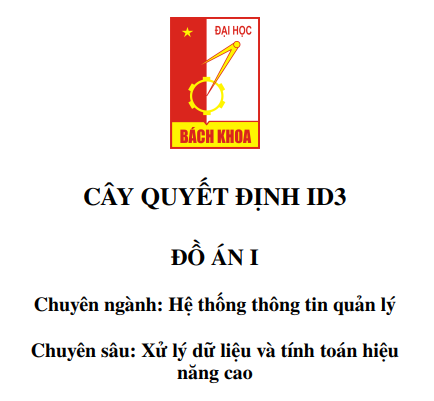 ĐẠI HỌC
BÁCH KHOA
CÂY QUYẾT ĐỊNH ID3
ĐỒ ÁN I
Chuyên ngành: Hệ thống thông tin quản lý
Chuyên sâu: Xử lý dữ liệu và tính toán hiệu
năng cao